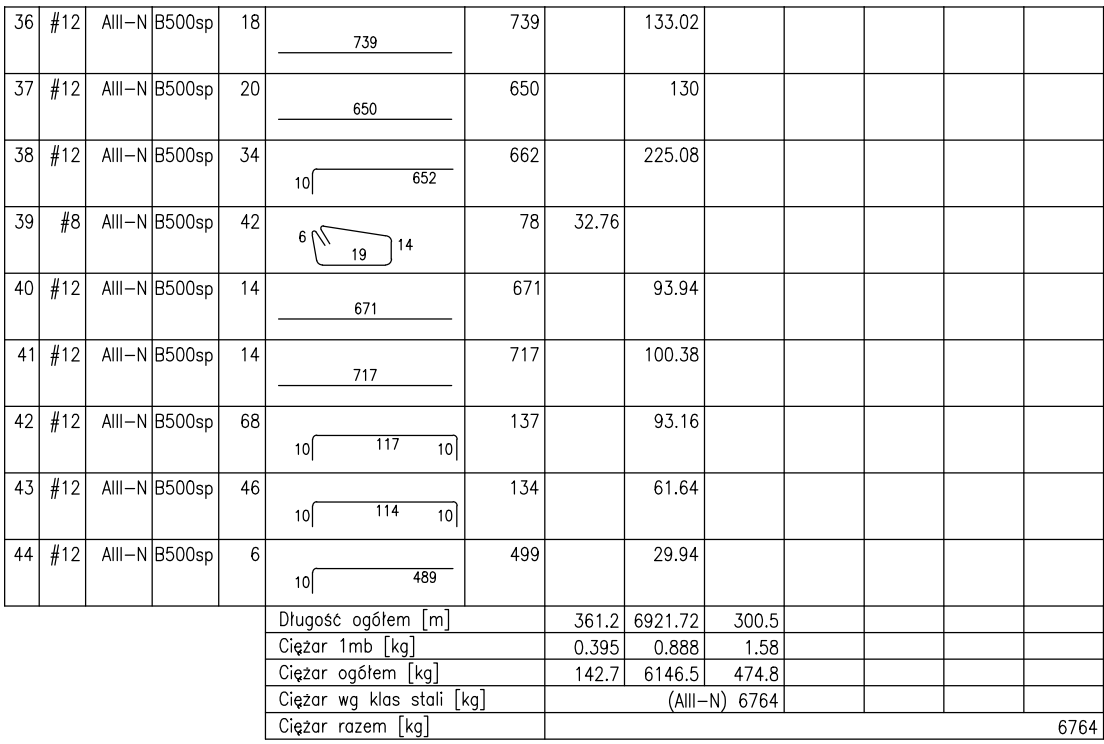 36 #12 AIII-N B500sp 18 739 739 133.02
37 #12 AIII-N B500sp 20 650 650 130
38 #12 AIII-N B500sp 34 10 652 662 225.08
39 #8 AIII-N B500sp 42 6 19 14 78 32.76
40 #12 AIII-N B500sp 14 671 671 93.94
41 #12 AIII-N B500sp 14 717 717 100.38
42 #12 AIII-N B500sp 68 10 117 10 137 93.16
43 #12 AIII-N B500sp 46 10 114 10 134 61.64
44 #12 AIII-N B500sp 6 10 489 499 29.94
Długość ogółem [m] 361.2 6921.72 300.5
Ciężar 1mb [kg] 0.395 0.888 1.58
Ciężar ogółem [kg] 142.7 6146.5 474.8
Ciężar wg klas stali [kg] (AIII-N) 6764
Ciężar razem [kg] 6764